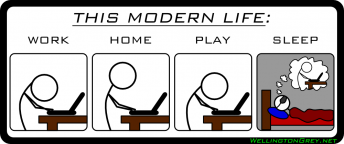 THIS MODERN LIFE:
WORK HOME PLAY SLEEP
WELLINGTONGREY.NET